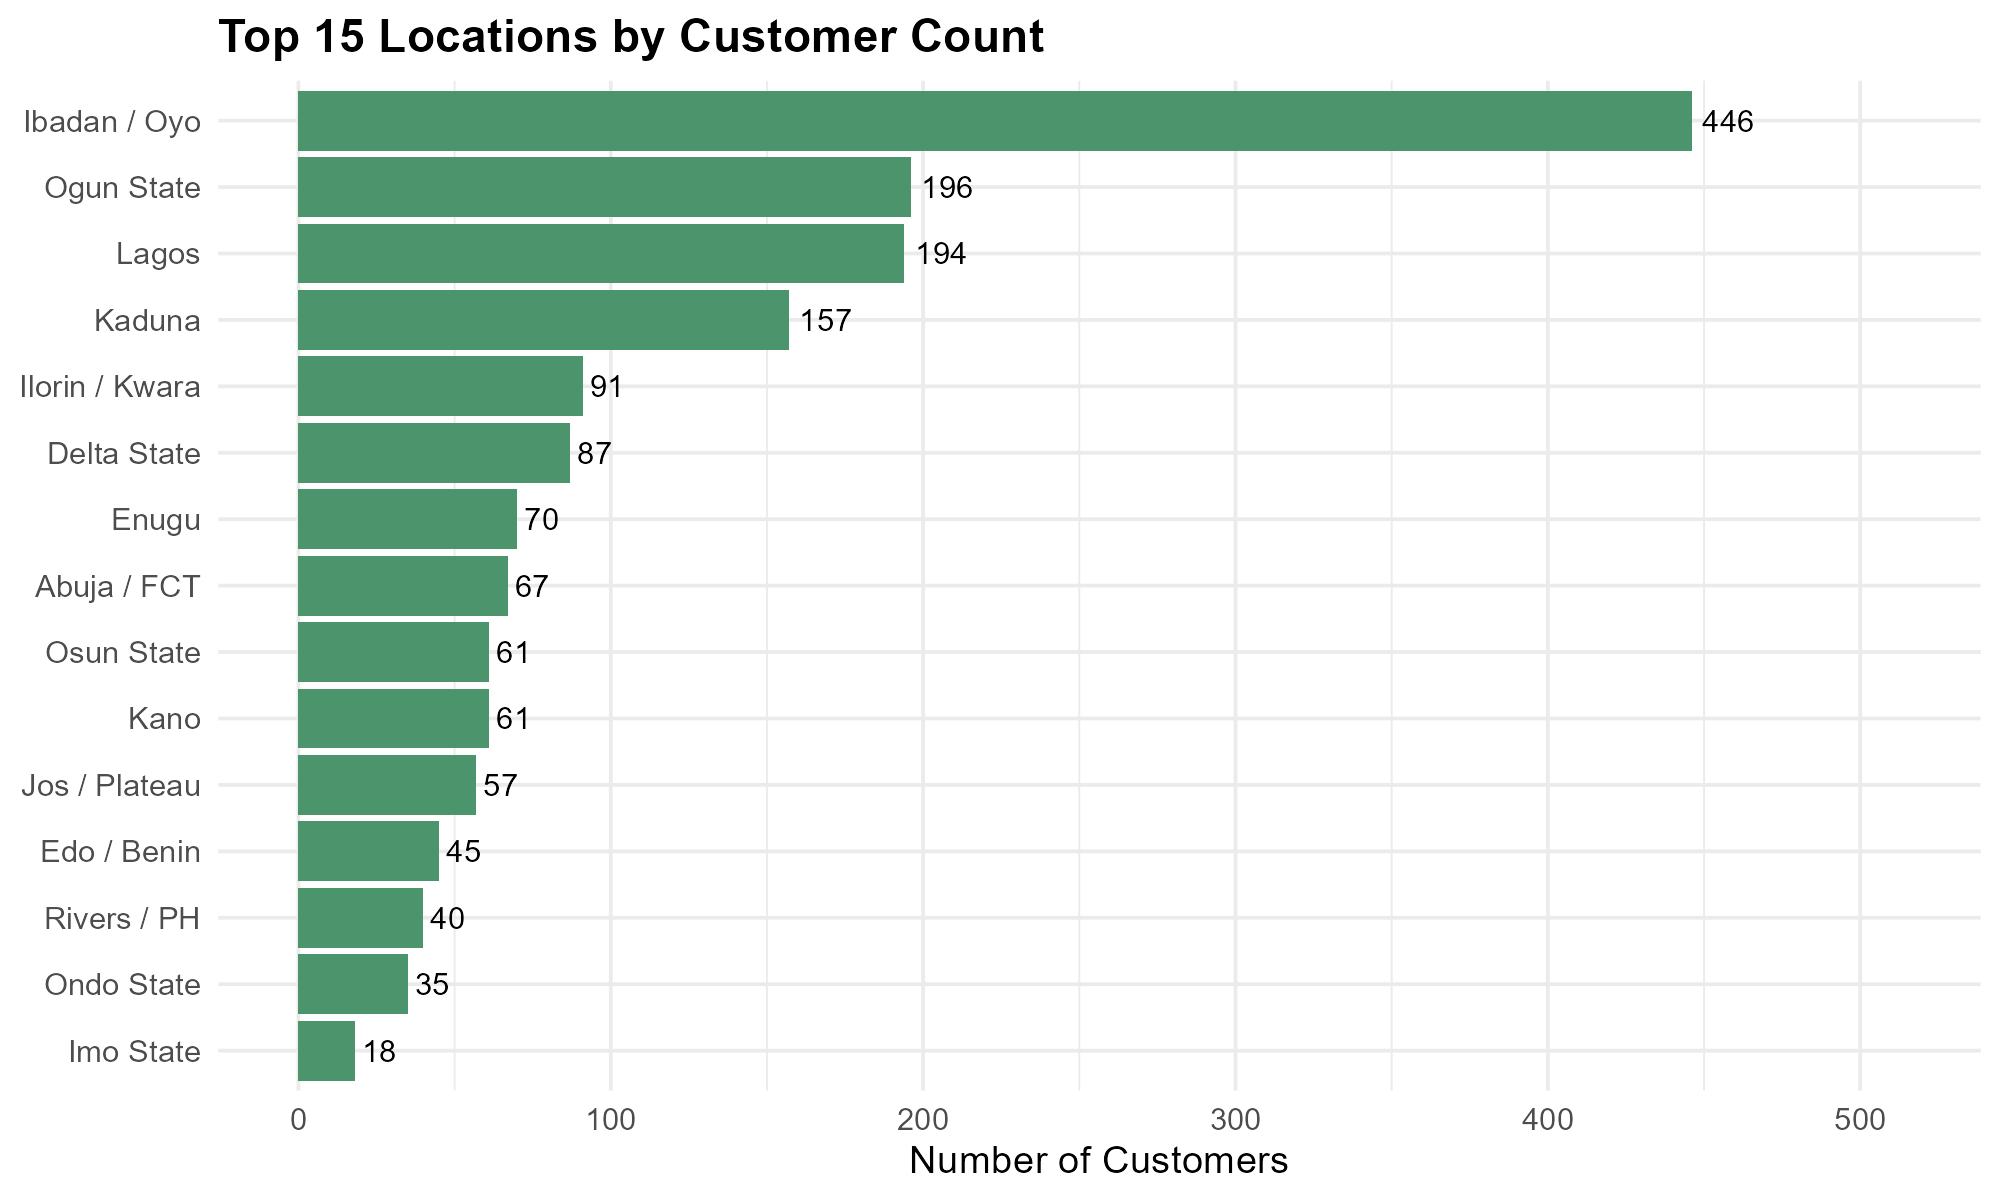 Top 15 Locations by Customer Count
Ibadan / Oyo 446
Ogun State 196
Lagos 194
Kaduna 157
Ilorin / Kwara 91
Delta State 87
Enugu 70
Abuja / FCT 67
Osun State 61
Kano 61
Jos / Plateau 57
Edo / Benin 45
Rivers / PH 40
Ondo State 35
Imo State 18
0 100 200 300 400 500
Number of Customers